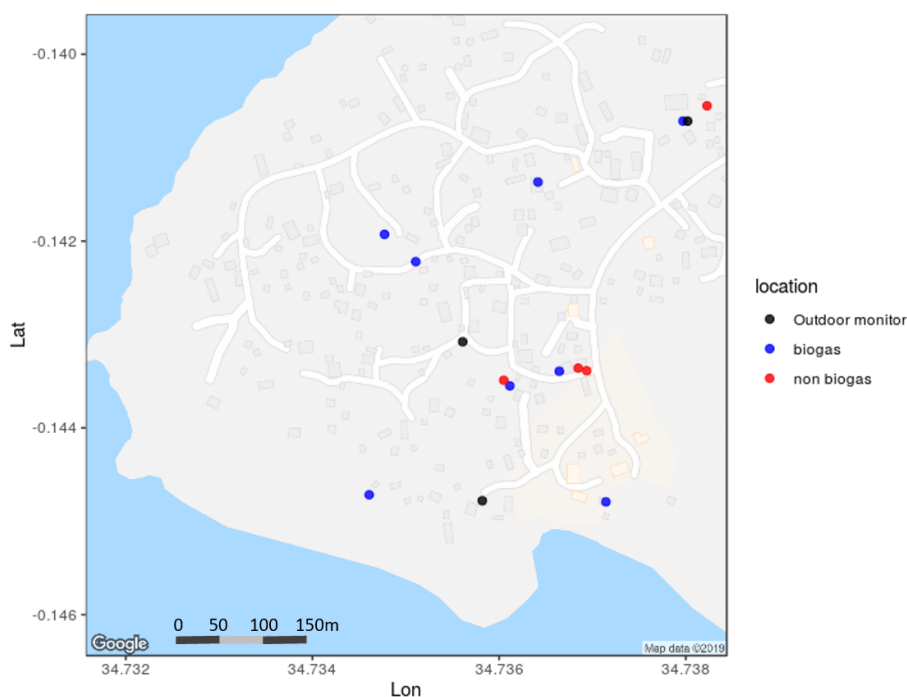 -0.140
-0.142
-0.144
-0.146
Lat
0 50 100 150m
Google
Map data ©2019
34.732 34.734 34.736 34.738
Lon
location
Outdoor monitor
biogas
non biogas